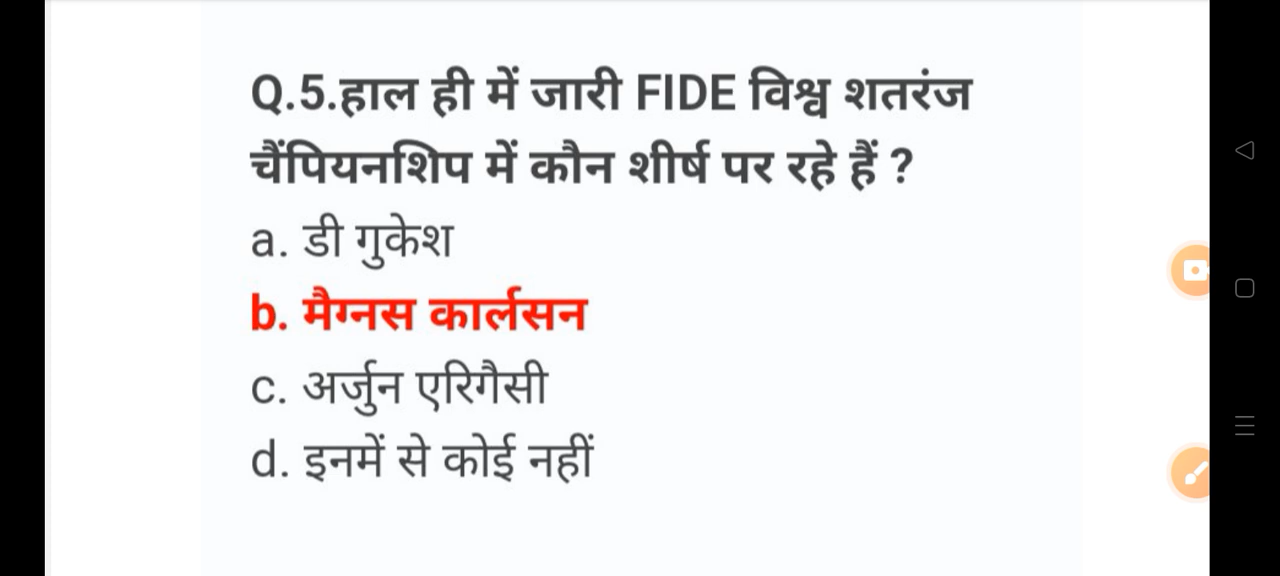 Q.5.हाल ही में जारी FIDE विश्व शतरंज
चैंपियनशिप में कौन शीर्ष पर रहे हैं ?
a. डी गुकेश
b. मैग्नस कार्लसन
c. अर्जुन एरिगैसी
d. इनमें से कोई नहीं